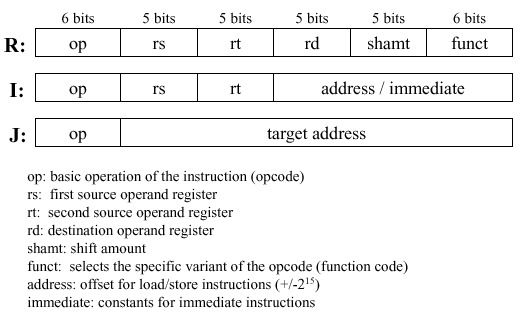 6 bits 5 bits 5 bits 5 bits 5 bits 6 bits
R: op rs rt rd shamt funct
I: op rs rt address / immediate
J: op target address
op: basic operation of the instruction (opcode)
rs: first source operand register
rt: second source operand register
rd: destination operand register
shamt: shift amount
funct: selects the specific variant of the opcode (function code)
address: offset for load/store instructions (+/-2¹⁵)
immediate: constants for immediate instructions